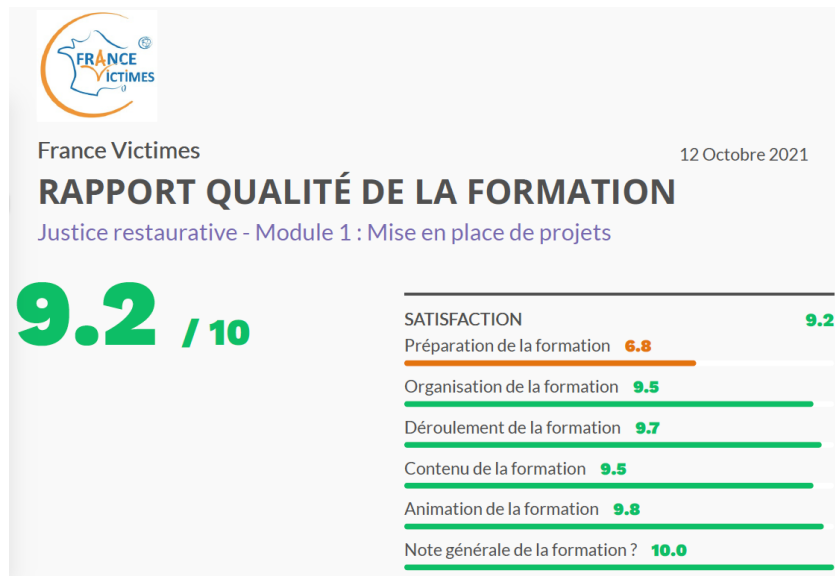 FRANCE
VICTIMES
France Victimes
12 Octobre 2021
RAPPORT QUALITÉ DE LA FORMATION
Justice restaurative - Module 1 : Mise en place de projets
9.2 / 10
SATISFACTION 9.2
Préparation de la formation 6.8
Organisation de la formation 9.5
Déroulement de la formation 9.7
Contenu de la formation 9.5
Animation de la formation 9.8
Note générale de la formation ? 10.0